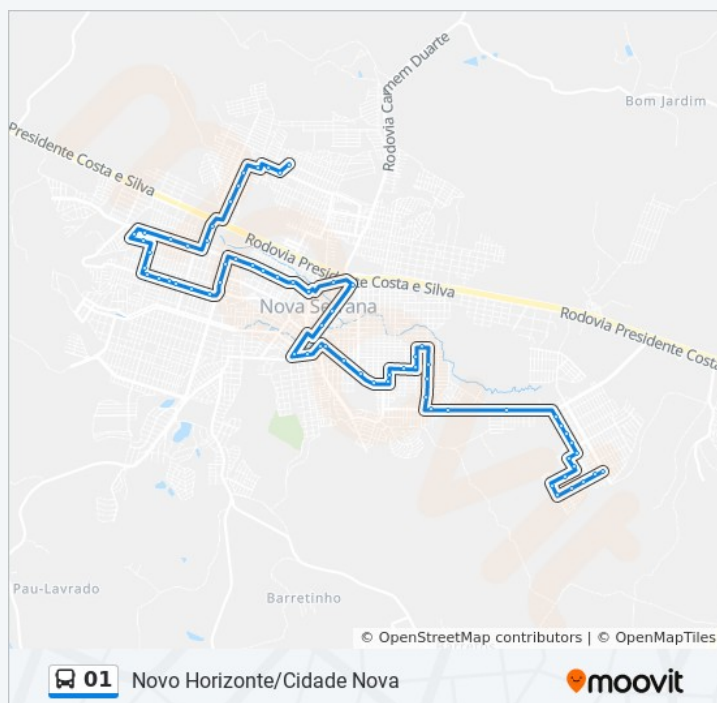 Rodovia Carmem Duarte
Bom Jardim
Presidente Costa e Silva
Rodovia Presidente Costa e Silva
Nova Serrana
Rodovia Presidente Costa
Pau-Lavrado
Barretinho
© OpenStreetMap contributors | © OpenMapTiles
01 Novo Horizonte/Cidade Nova
moovit